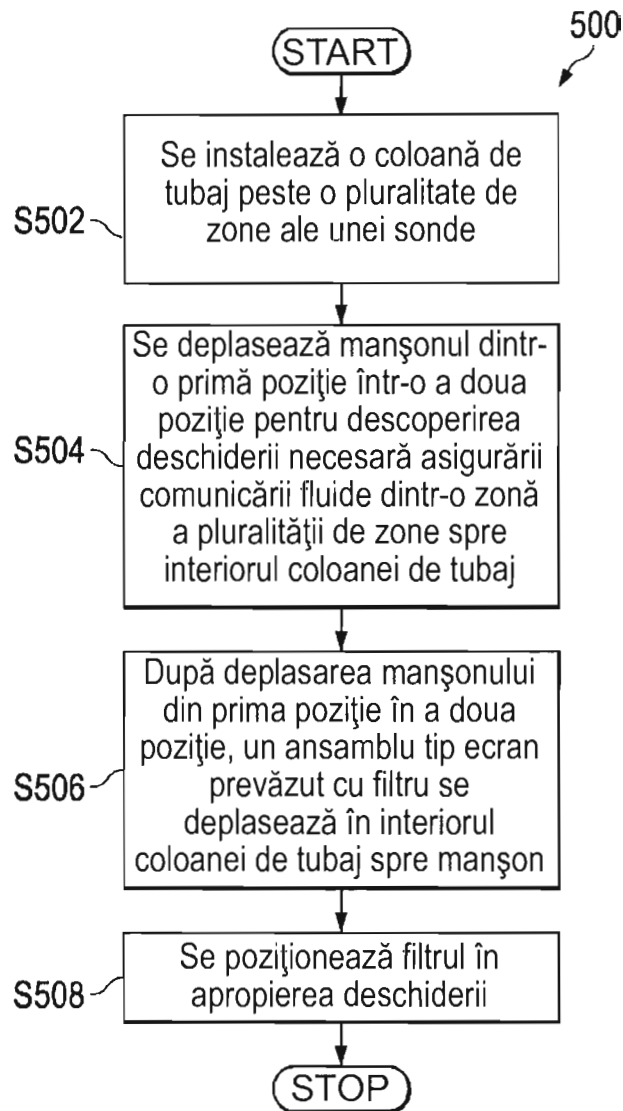 500
START
Se instalează o coloană de
tubaj peste o pluralitate de
zone ale unei sonde
S502
Se deplasează manşonul dintr-
o primă poziţie într-o a doua
poziţie pentru descoperirea
deschiderii necesară asigurării
comunicării fluide dintr-o zonă
a pluralităţii de zone spre
interiorul coloanei de tubaj
S504
După deplasarea manşonului
din prima poziţie în a doua
poziţie, un ansamblu tip ecran
prevăzut cu filtru se
deplasează în interiorul
coloanei de tubaj spre manşon
S506
Se poziţionează filtrul în
apropierea deschiderii
S508
STOP